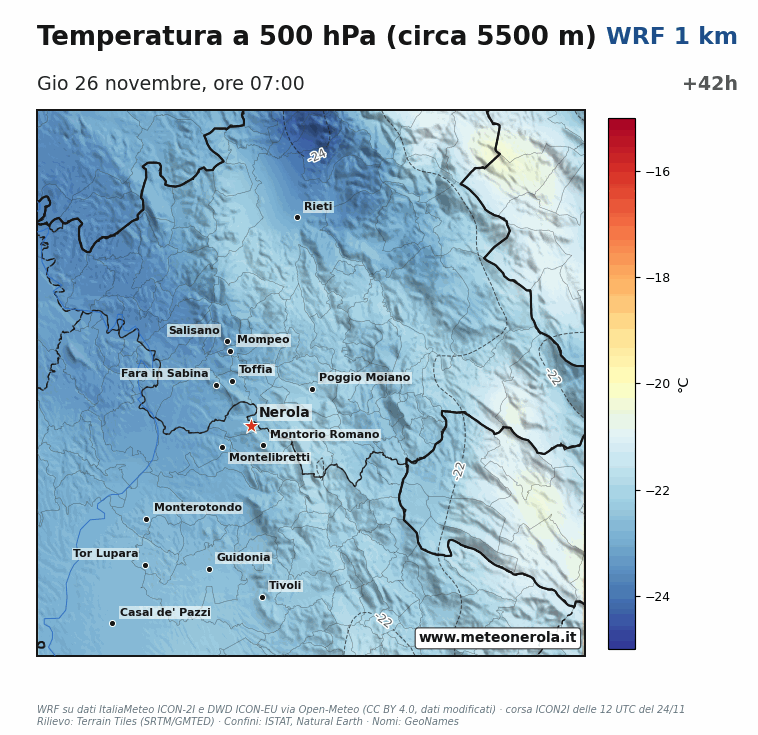 Temperatura a 500 hPa (circa 5500 m) WRF 1 km
Gio 26 novembre, ore 07:00 +42h
-24
Rieti
Salisano
Mompeo
Toffia
Fara in Sabina
Poggio Moiano
Nerola
Montorio Romano
Montelibretti
Monterotondo
Tor Lupara
Guidonia
Tivoli
Casal de' Pazzi
-22
-22
-22
www.meteonerola.it
−16
−18
−20
−22
−24
°C
WRF su dati ItaliaMeteo ICON-2I e DWD ICON-EU via Open-Meteo (CC BY 4.0, dati modificati) · corsa ICON2I delle 12 UTC del 24/11
Rilievo: Terrain Tiles (SRTM/GMTED) · Confini: ISTAT, Natural Earth · Nomi: GeoNames